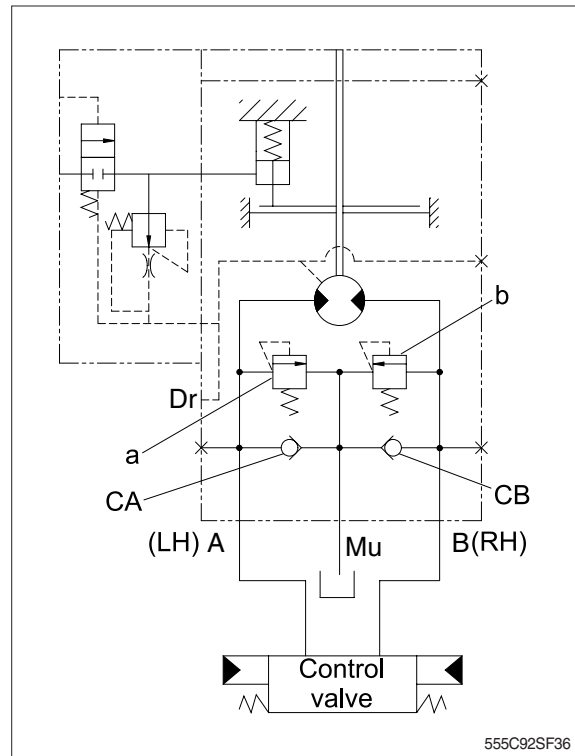 b
Dr
a
CA
CB
(LH) A
Mu
B(RH)
Control
valve
555C92SF36